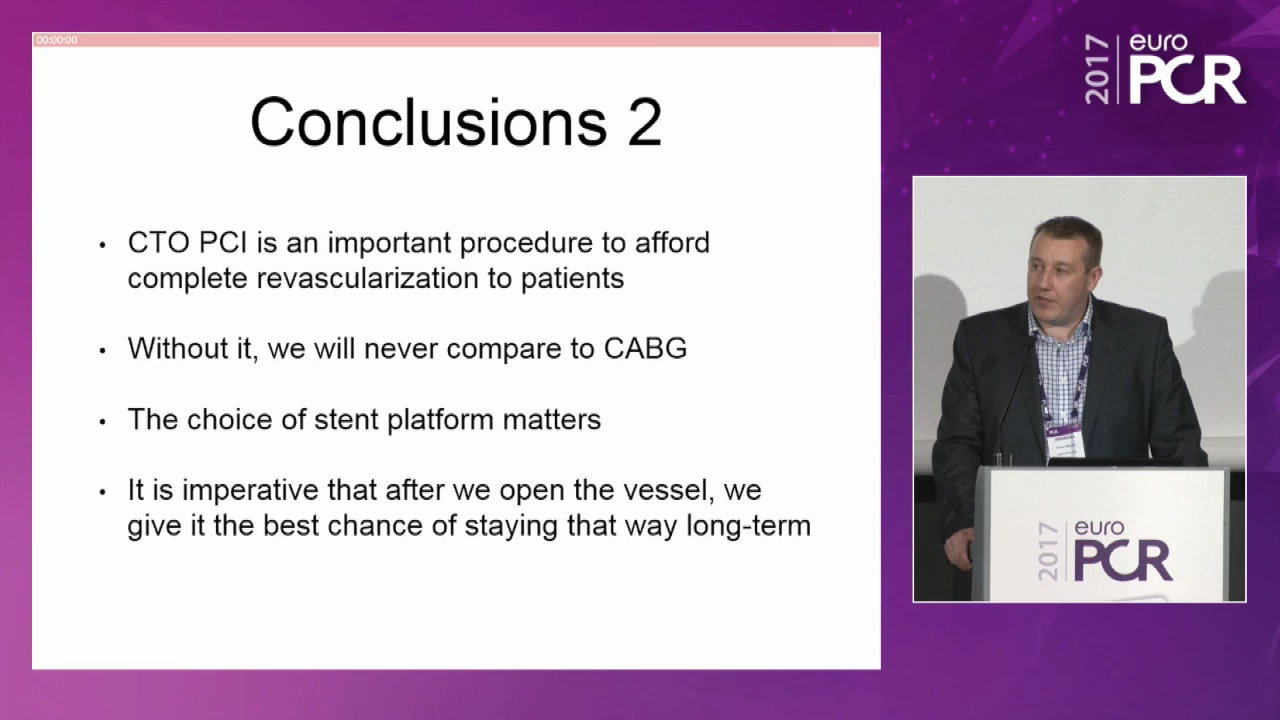 00:00:00
Conclusions 2
• CTO PCI is an important procedure to afford
complete revascularization to patients
• Without it, we will never compare to CABG
• The choice of stent platform matters
• It is imperative that after we open the vessel, we
give it the best chance of staying that way long-term
2017
euro
PCR
2017
euro
PCR